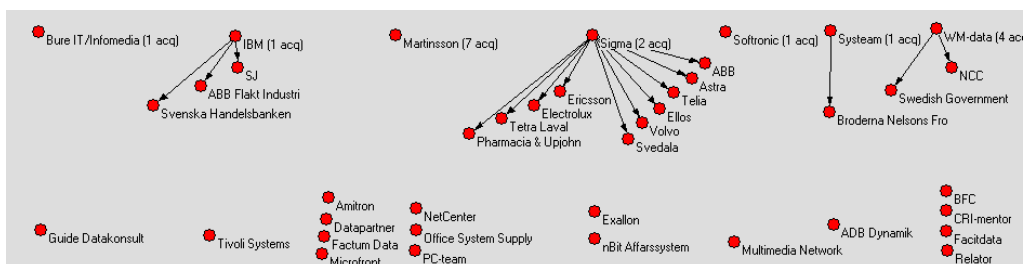 Bure IT/Infomedia (1 acq)
IBM (1 acq)
Martinsson (7 acq)
Sigma (2 acq)
Softronic (1 acq)
Systeam (1 acq)
WM-data (4 acq
SJ
ABB
NCC
ABB Flakt Industri
Astra
Swedish Government
Svenska Handelsbanken
Ericsson
Telia
Electrolux
Ellos
Broderna Nelsons Fro
Tetra Laval
Volvo
Pharmacia & Upjohn
Svedala
Amitron
BFC
NetCenter
Exallon
CRI-mentor
Guide Datakonsult
Tivoli Systems
Datapartner
Office System Supply
nBit Affarssystem
Multimedia Network
ADB Dynamik
Facitdata
Factum Data
PC-team
Relator
Microfront